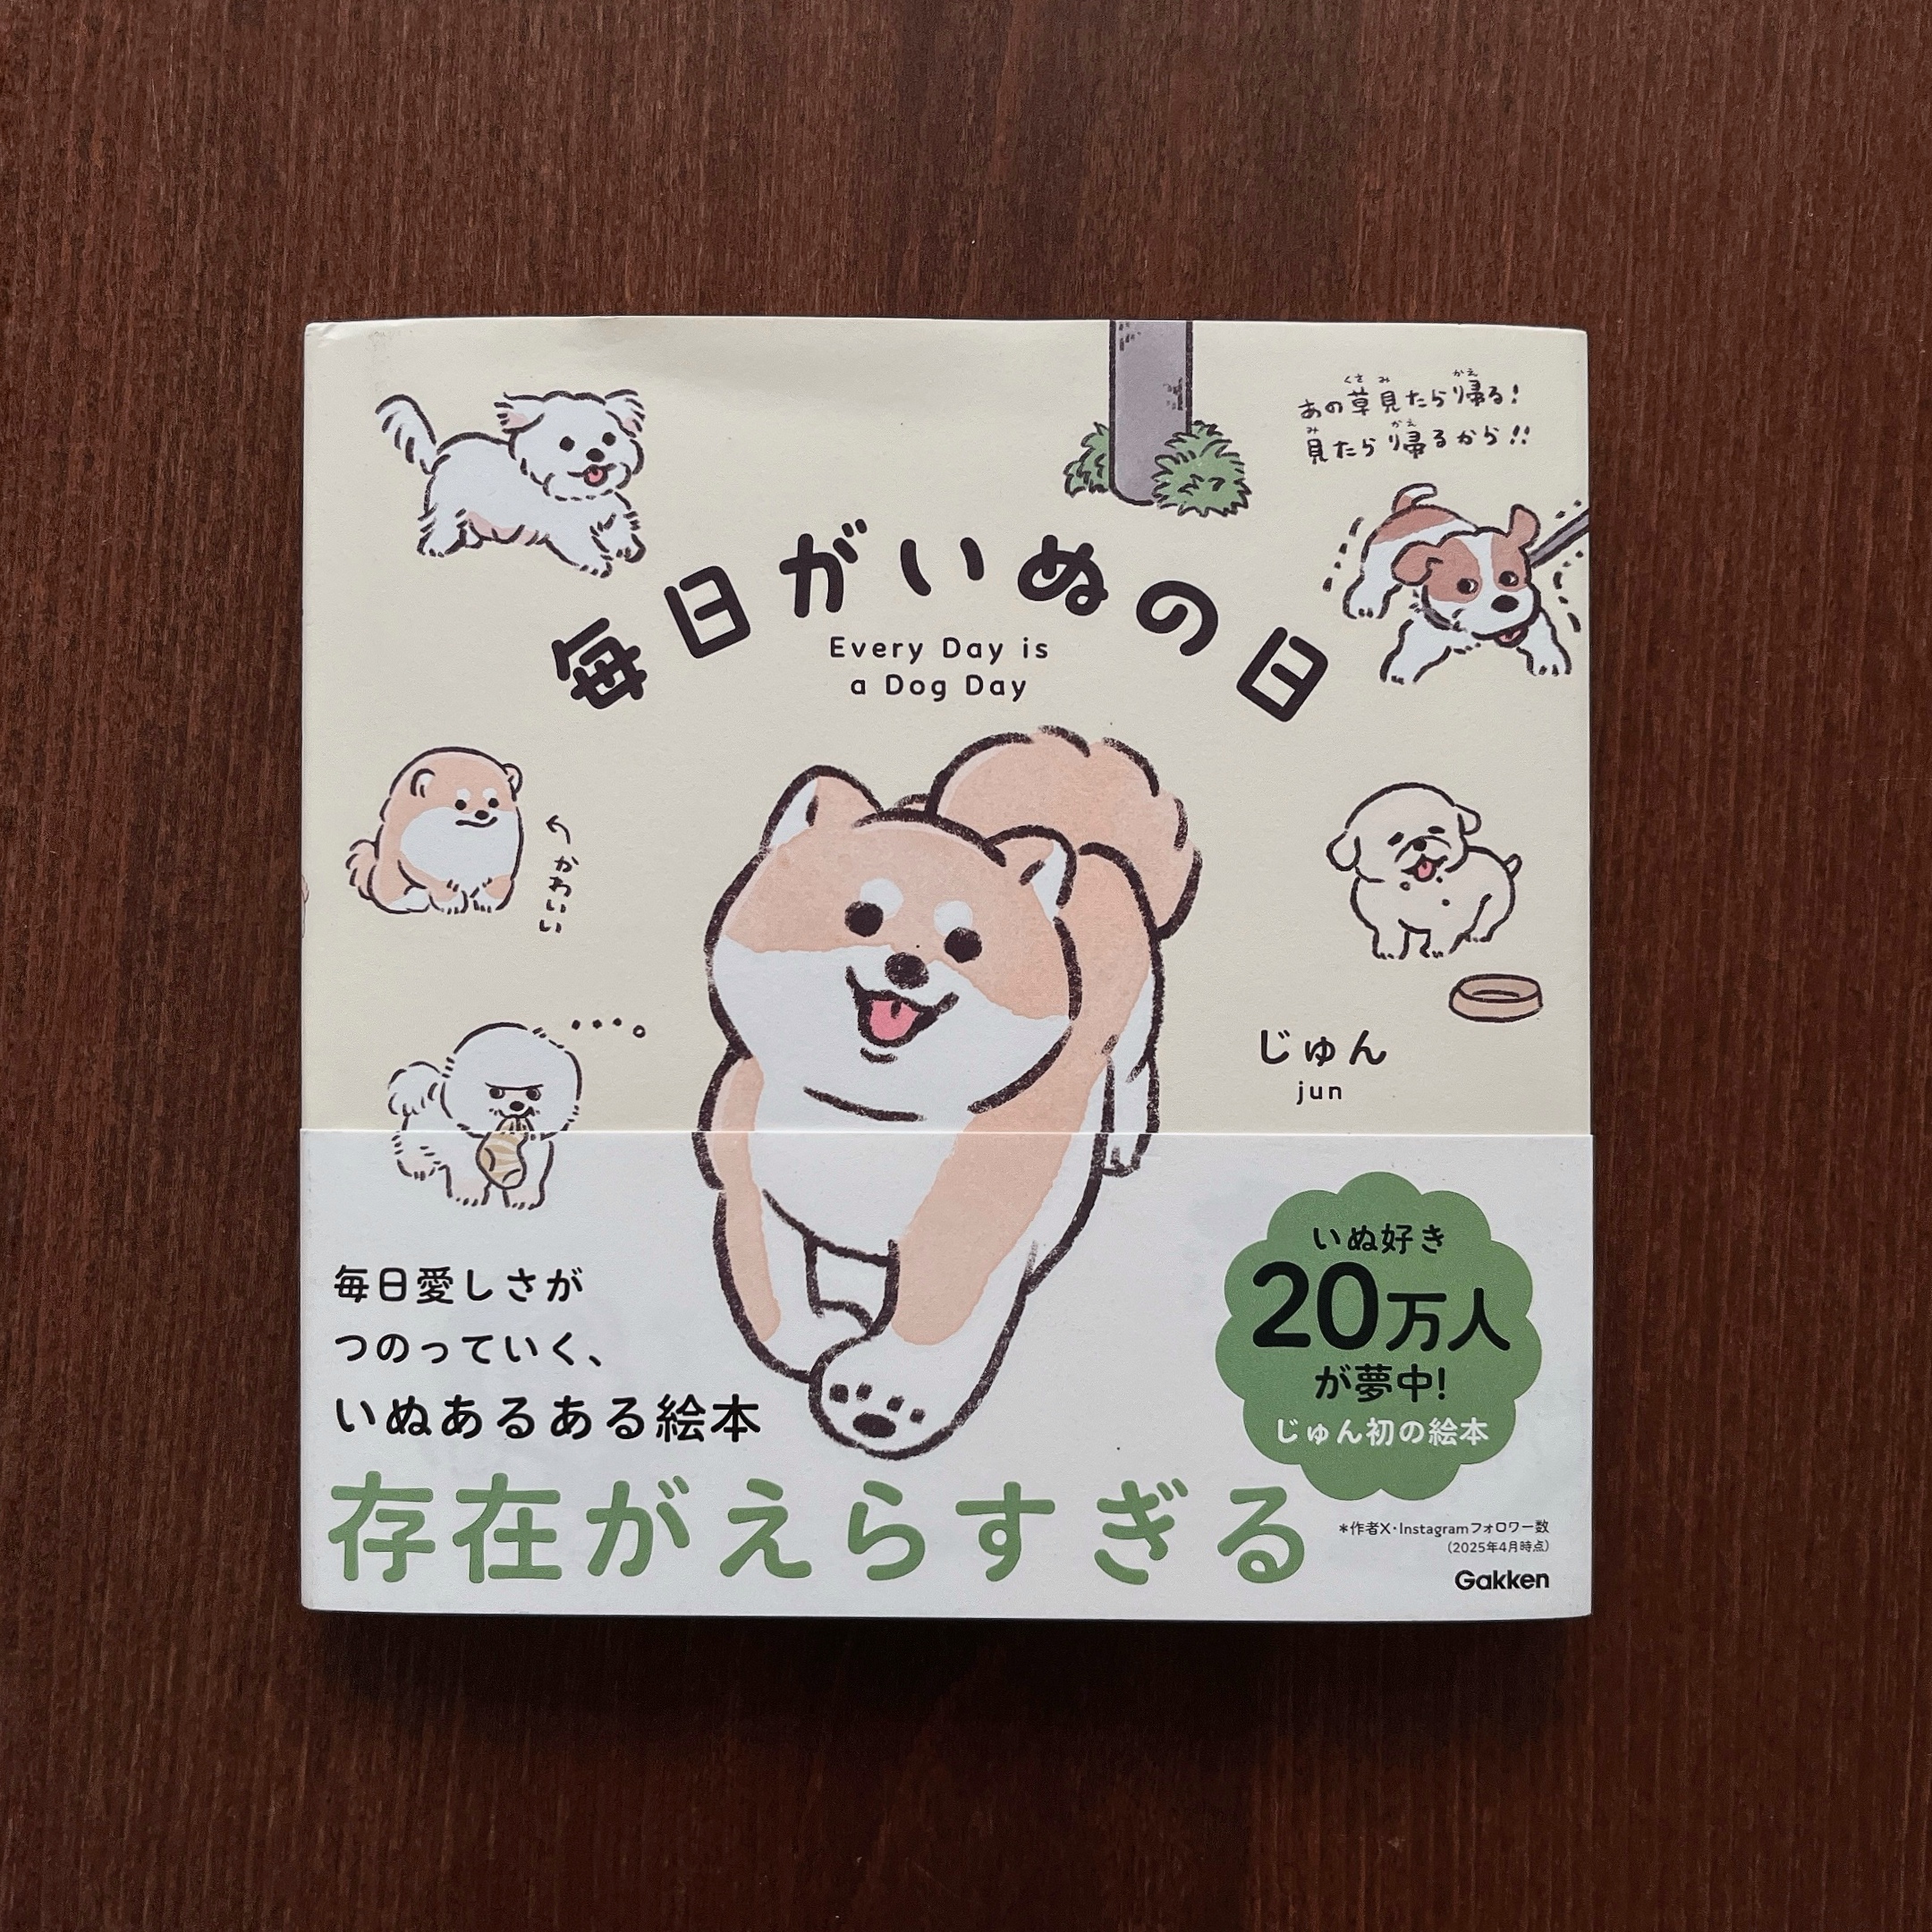 あの草見たら帰る!
見たら帰るから!!
毎日がいぬの日
Every Day is
a Dog Day
かわいい
じゅん
jun
毎日愛しさが
つのっていく、
いぬあるある絵本
いぬ好き
20万人
が夢中!
じゅん初の絵本
存在がえらすぎる
*作者X・Instagramフォロワー数
(2025年4月時点)
Gakken